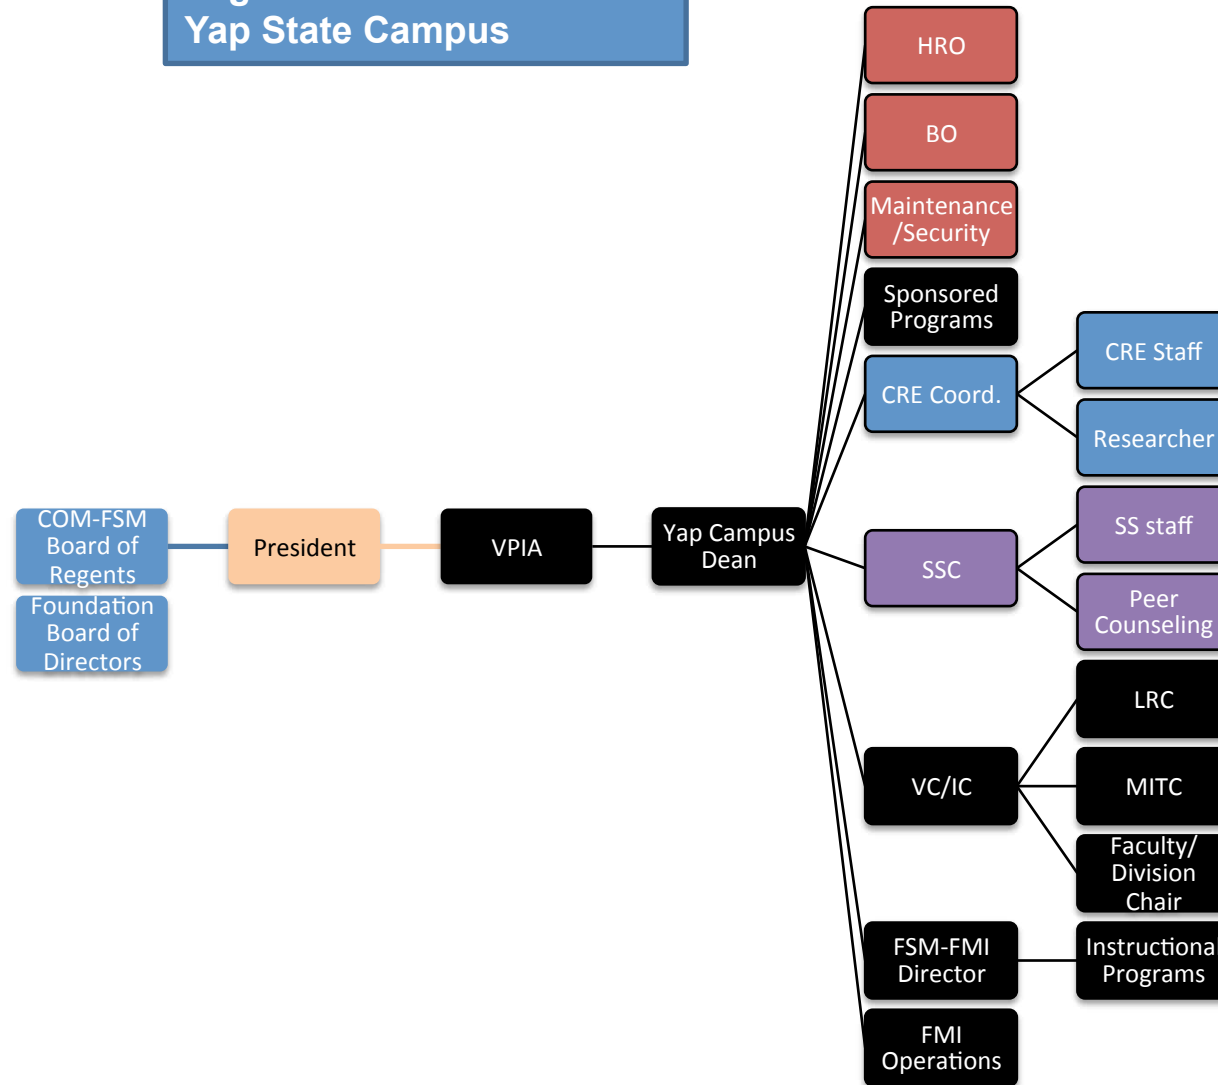 Yap State Campus
HRO
BO
Maintenance
/Security
Sponsored
Programs
CRE Coord.
CRE Staff
Researcher
COM-FSM
Board of
Regents
Foundation
Board of
Directors
President
VPIA
Yap Campus
Dean
SSC
SS staff
Peer
Counseling
VC/IC
LRC
MITC
Faculty/
Division
Chair
FSM-FMI
Director
Instructional
Programs
FMI
Operations